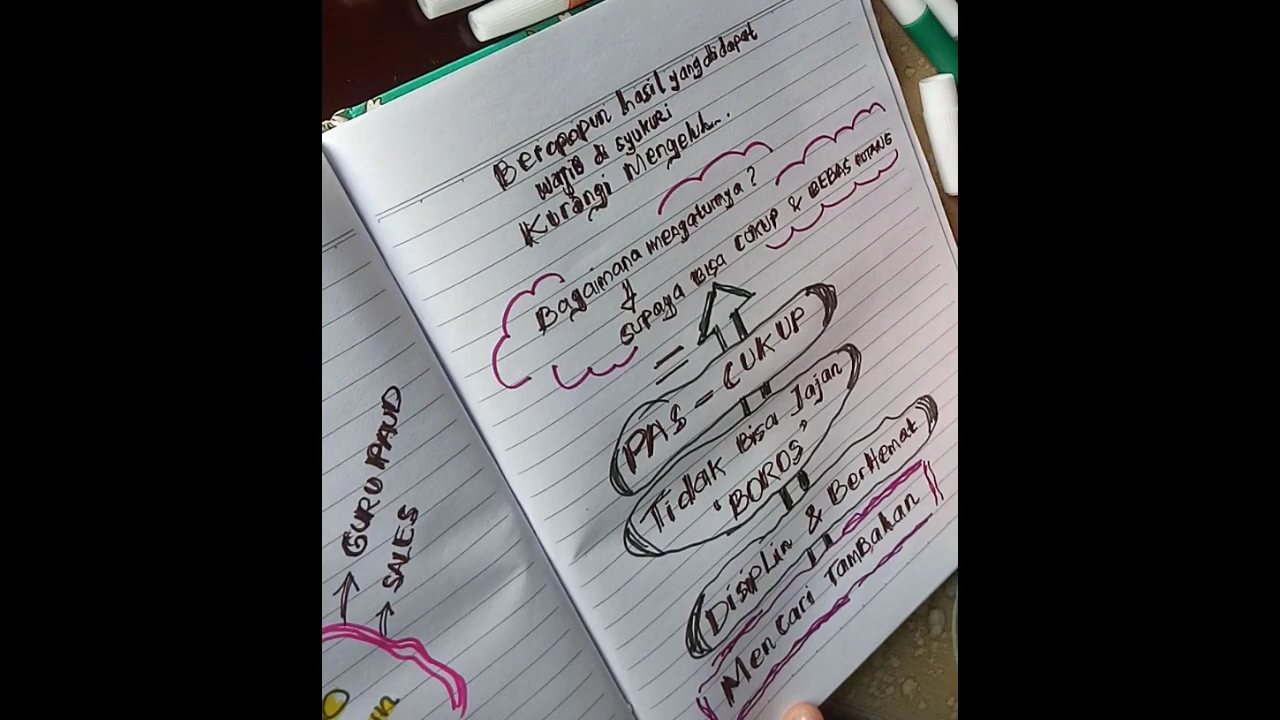 GURU PAUD
SALES
Berapapun hasil yang didapat
wajib di syukuri
Kurangi Mengeluh..
Bagaimana mengaturnya?
supaya Bisa CUKUP & BEBAS HUTANG
=
PAS - CUKUP
Tidak Bisa Jajan
"BOROS"
Disiplin & BerHemat
Mencari TamBahan